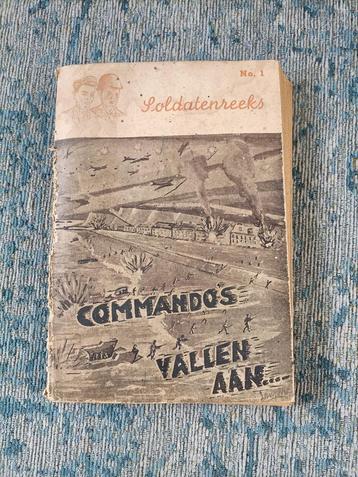 No. 1
Soldatenreeks
COMMANDO'S
VALLEN
AAN....